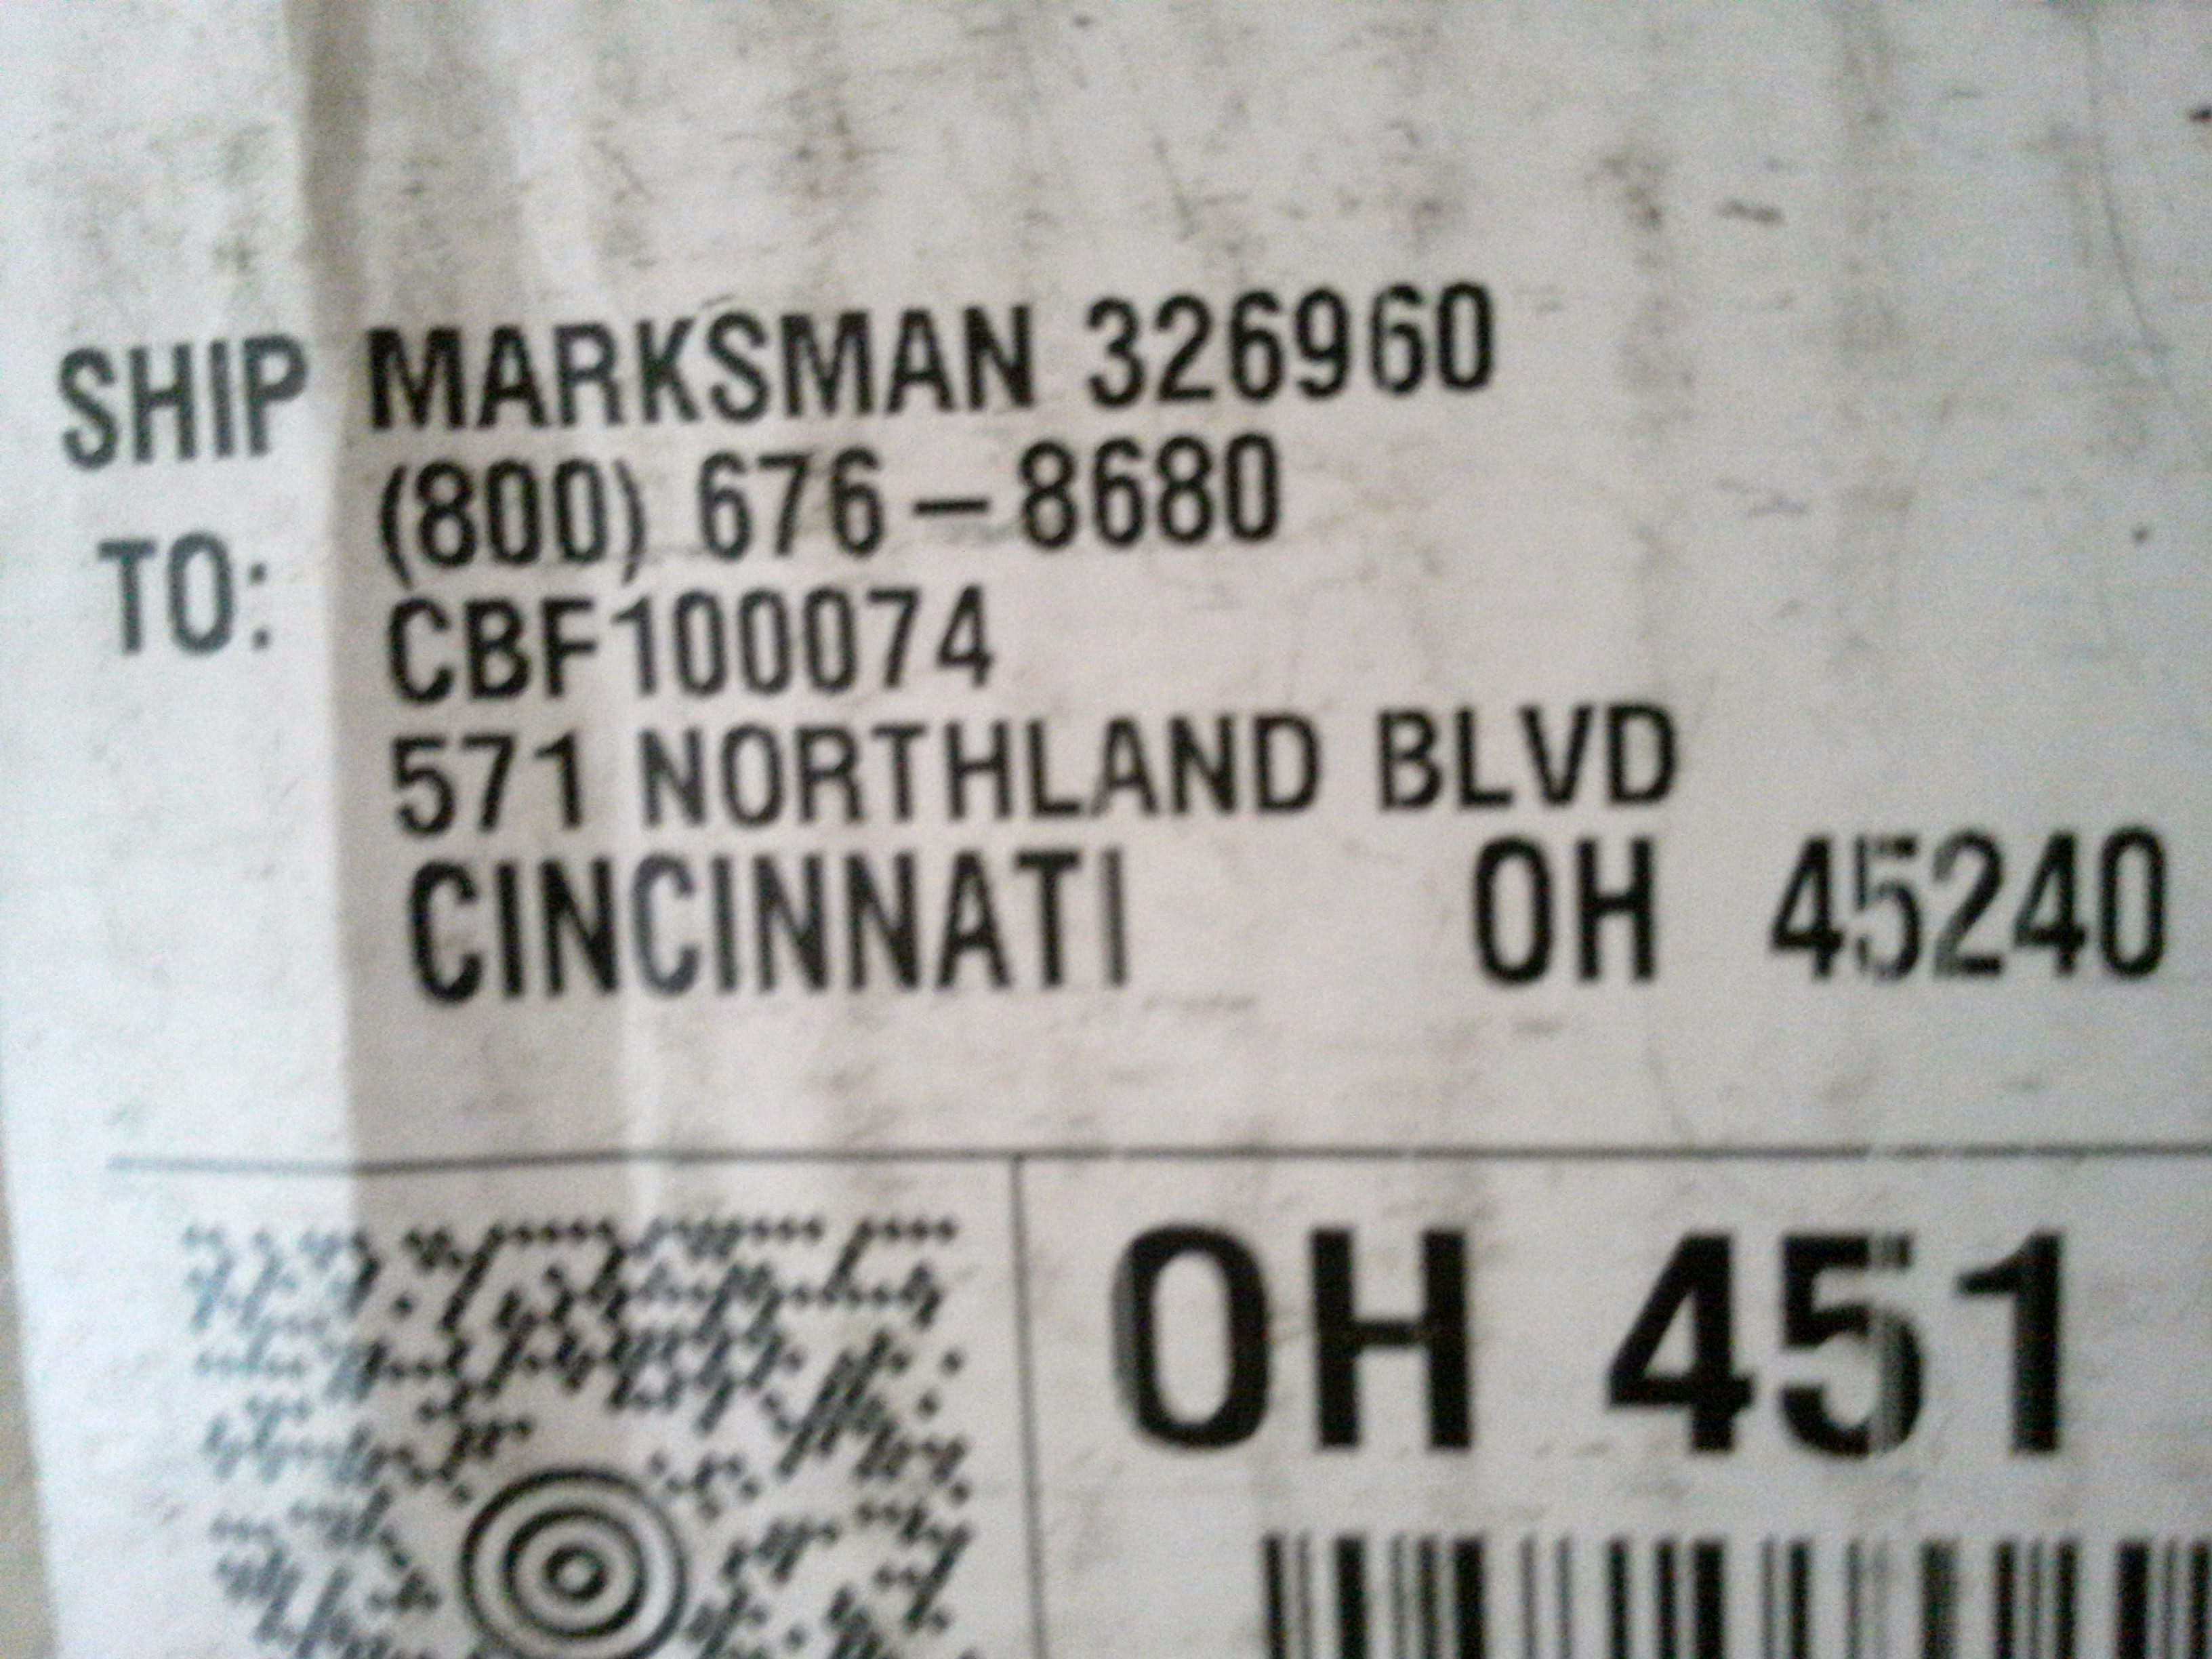 SHIP TO: MARKSMAN 326960
(800) 676-8680
CBF100074
571 NORTHLAND BLVD
CINCINNATI OH 45240
OH 451